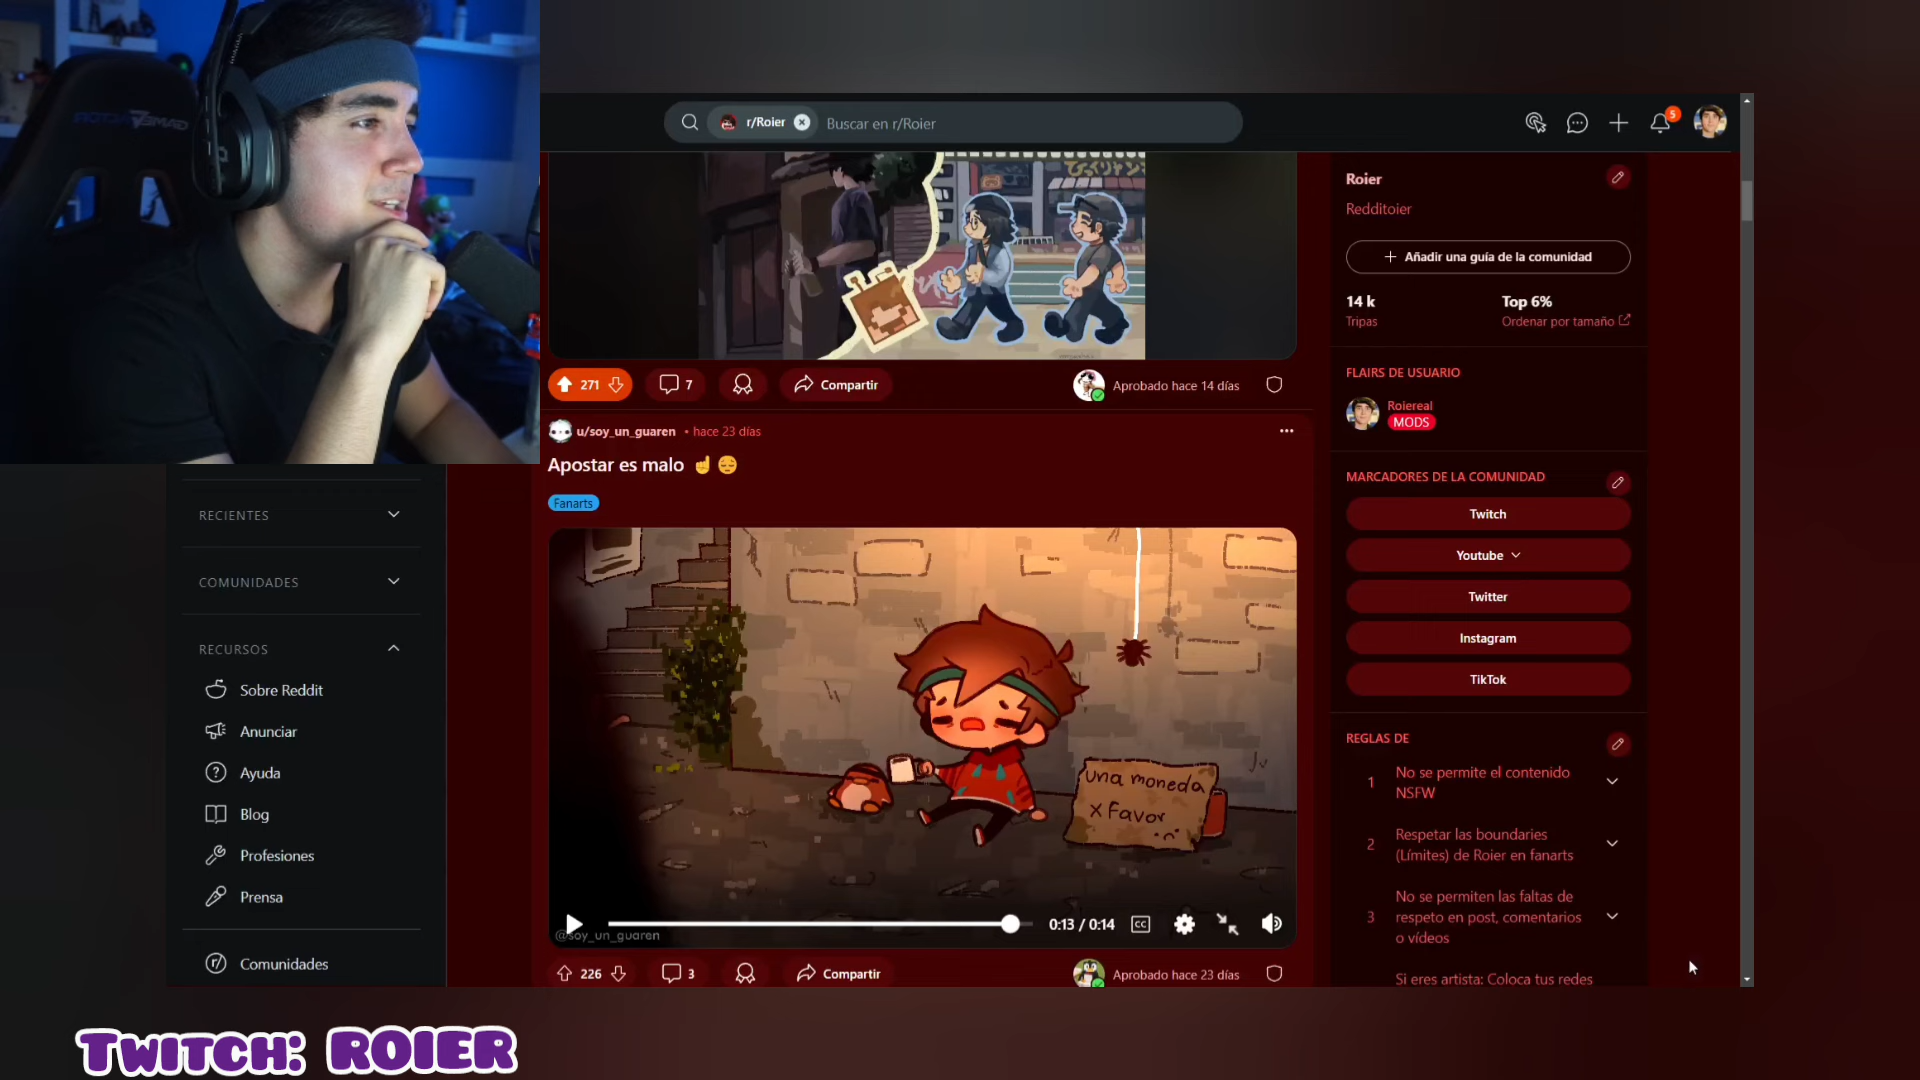 r/Roier
Buscar en r/Roier
5
Roier
Redditoier
Añadir una guía de la comunidad
14 k
Top 6%
Tripas
Ordenar por tamaño
271
7
Compartir
Aprobado hace 14 días
FLAIRS DE USUARIO
Roiereal
MODS
u/soy_un_guaren • hace 23 días
Apostar es malo ☝️😔
Fanarts
MARCADORES DE LA COMUNIDAD
Twitch
Youtube
Twitter
Instagram
TikTok
RECIENTES
COMUNIDADES
RECURSOS
Sobre Reddit
Anunciar
Ayuda
Blog
Profesiones
Prensa
Comunidades
una moneda
x Favor
0:13 / 0:14
CC
@soy_un_guaren
226
3
Compartir
Aprobado hace 23 días
REGLAS DE
1
No se permite el contenido
NSFW
2
Respetar las boundaries
(Límites) de Roier en fanarts
3
No se permiten las faltas de
respeto en post, comentarios
o vídeos
Si eres artista: Coloca tus redes
TWITCH: ROIER